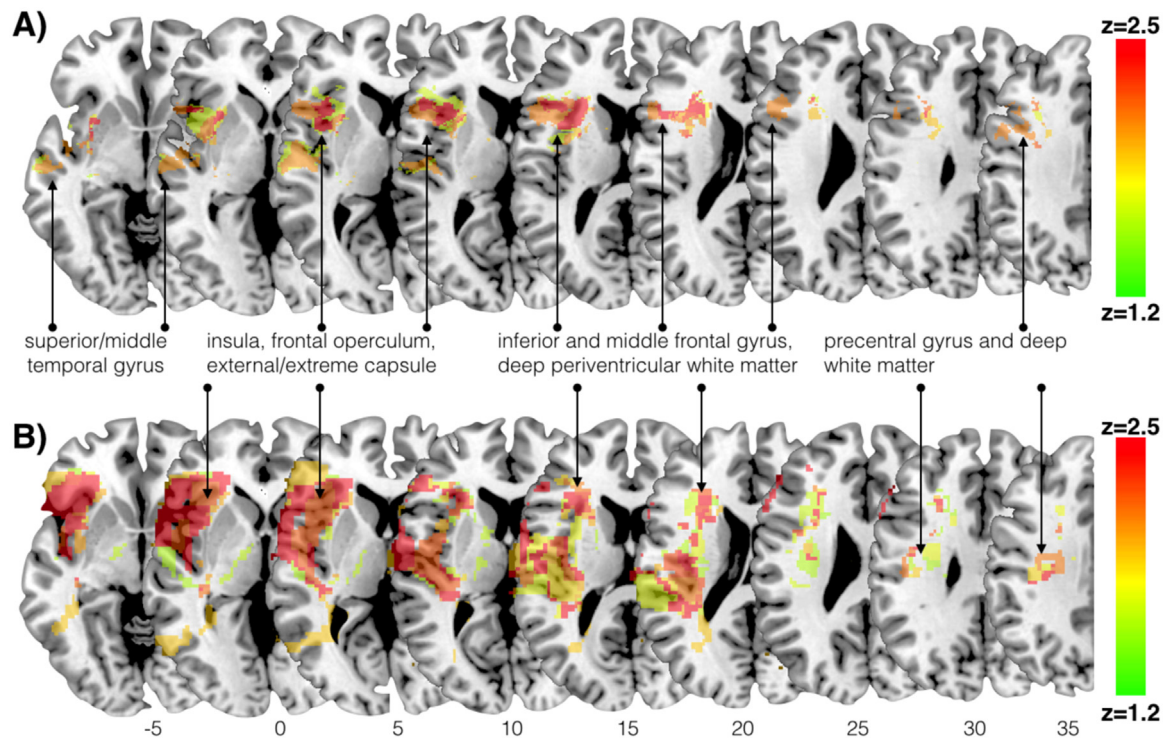 A)
z=2.5
z=1.2
superior/middle
temporal gyrus
insula, frontal operculum,
external/extreme capsule
inferior and middle frontal gyrus,
deep periventricular white matter
precentral gyrus and deep
white matter
B)
z=2.5
z=1.2
-5 0 5 10 15 20 25 30 35